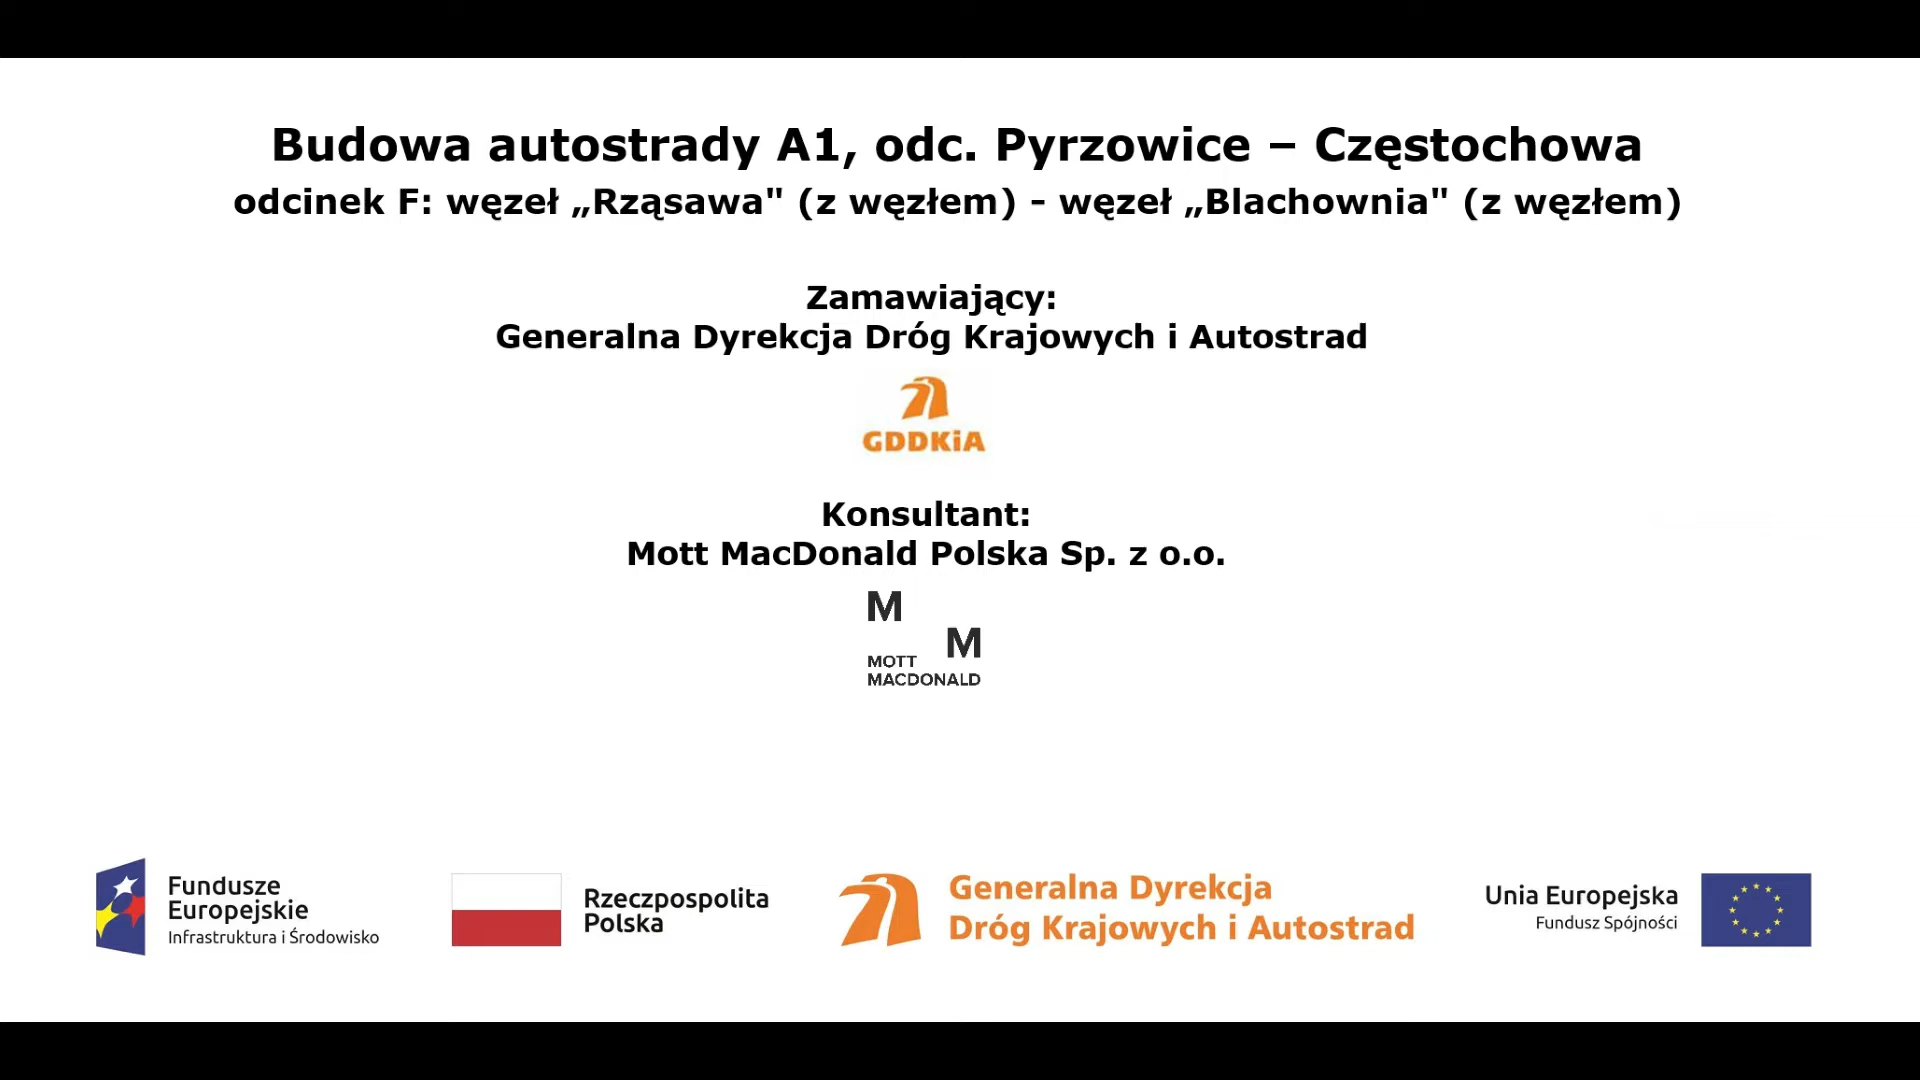 Budowa autostrady A1, odc. Pyrzowice – Częstochowa
odcinek F: węzeł „Rząsawa" (z węzłem) - węzeł „Blachownia" (z węzłem)
Zamawiający:
Generalna Dyrekcja Dróg Krajowych i Autostrad
GDDKiA
Konsultant:
Mott MacDonald Polska Sp. z o.o.
M
M
MOTT
MACDONALD
Fundusze
Europejskie
Infrastruktura i Środowisko
Rzeczpospolita
Polska
Generalna Dyrekcja
Dróg Krajowych i Autostrad
Unia Europejska
Fundusz Spójności